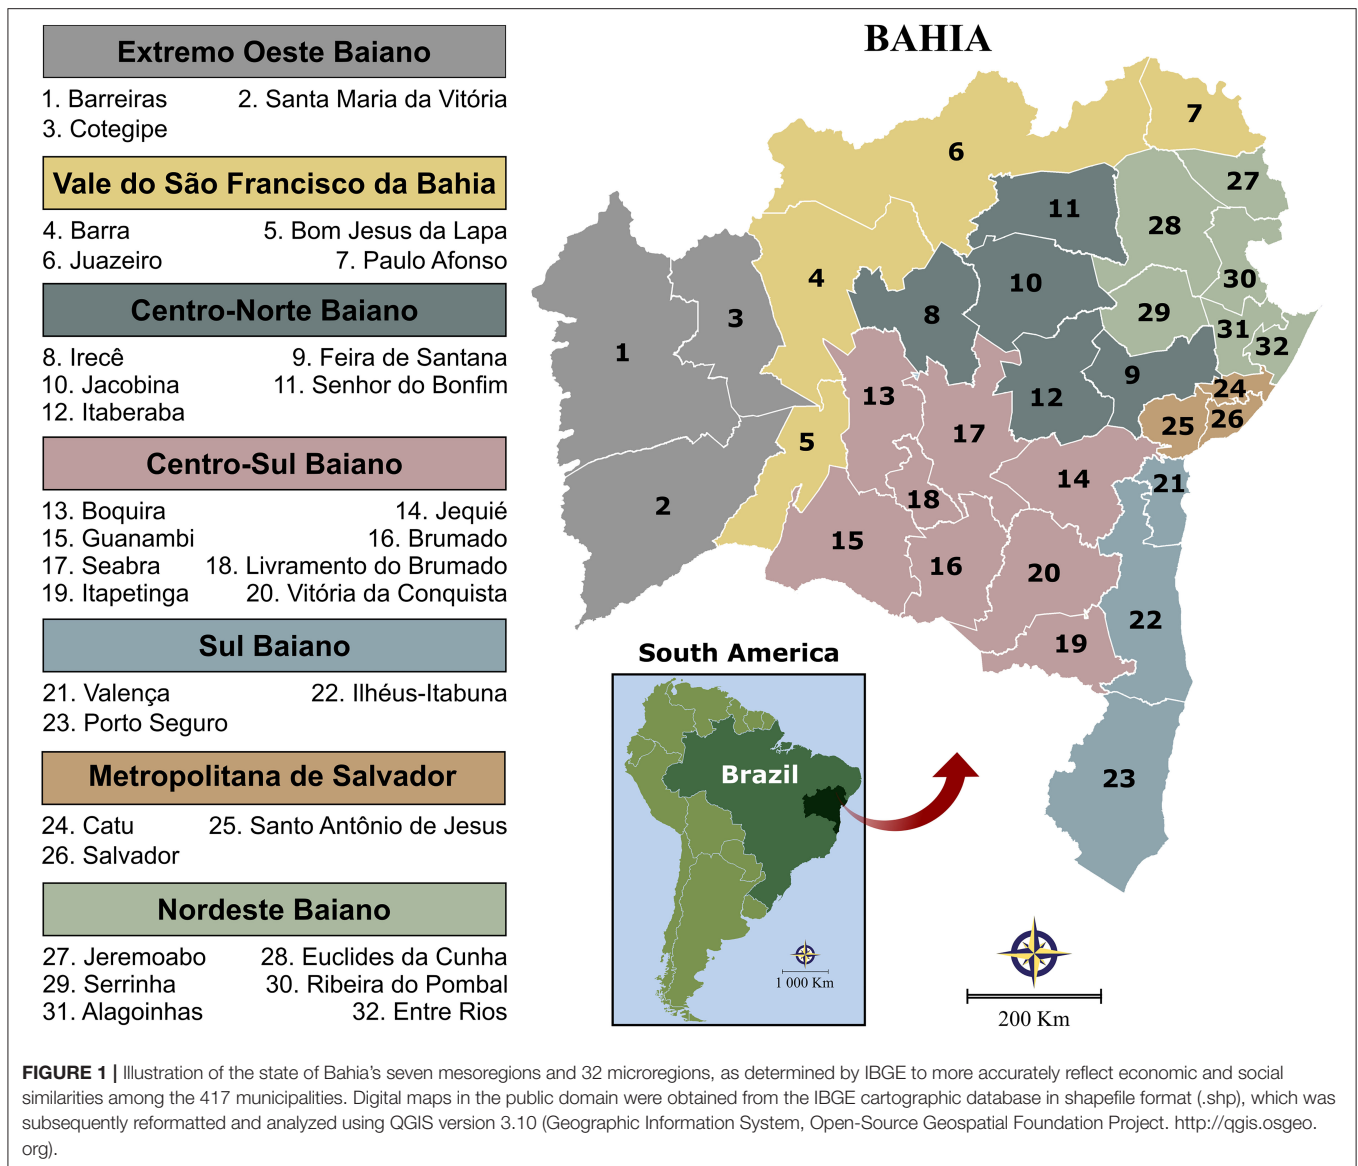 Extremo Oeste Baiano
1. Barreiras 2. Santa Maria da Vitória
3. Cotegipe
Vale do São Francisco da Bahia
4. Barra 5. Bom Jesus da Lapa
6. Juazeiro 7. Paulo Afonso
Centro-Norte Baiano
8. Irecê 9. Feira de Santana
10. Jacobina 11. Senhor do Bonfim
12. Itaberaba
Centro-Sul Baiano
13. Boquira 14. Jequié
15. Guanambi 16. Brumado
17. Seabra 18. Livramento do Brumado
19. Itapetinga 20. Vitória da Conquista
Sul Baiano
21. Valença 22. Ilhéus-Itabuna
23. Porto Seguro
Metropolitana de Salvador
24. Catu 25. Santo Antônio de Jesus
26. Salvador
Nordeste Baiano
27. Jeremoabo 28. Euclides da Cunha
29. Serrinha 30. Ribeira do Pombal
31. Alagoinhas 32. Entre Rios
BAHIA
7
6
27
11
28
4
10
30
3
8
29
31
1
32
9
24
13
12
26
25
17
5
14
21
18
2
15
16
20
22
19
23
South America
Brazil
1 000 Km
200 Km
FIGURE 1 | Illustration of the state of Bahia's seven mesoregions and 32 microregions, as determined by IBGE to more accurately reflect economic and social
similarities among the 417 municipalities. Digital maps in the public domain were obtained from the IBGE cartographic database in shapefile format (.shp), which was
subsequently reformatted and analyzed using QGIS version 3.10 (Geographic Information System, Open-Source Geospatial Foundation Project. http://qgis.osgeo.
org).